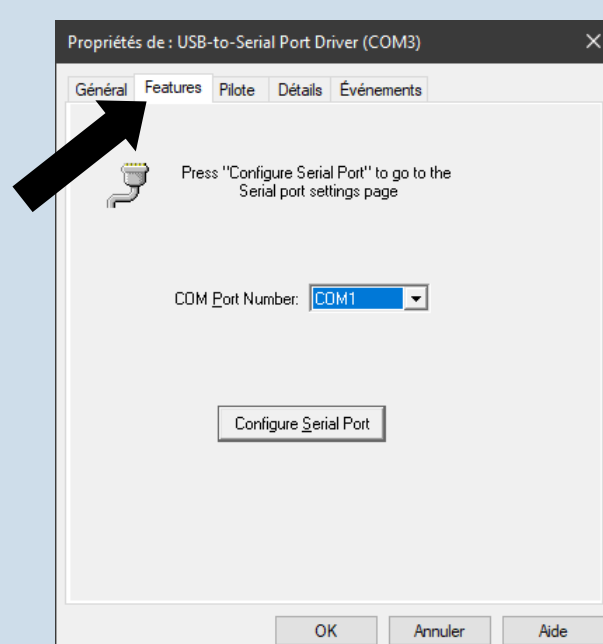 Propriétés de : USB-to-Serial Port Driver (COM3)
Général Features Pilote Détails Événements
Press "Configure Serial Port" to go to the
Serial port settings page
COM Port Number: COM1
Configure Serial Port
OK Annuler Aide